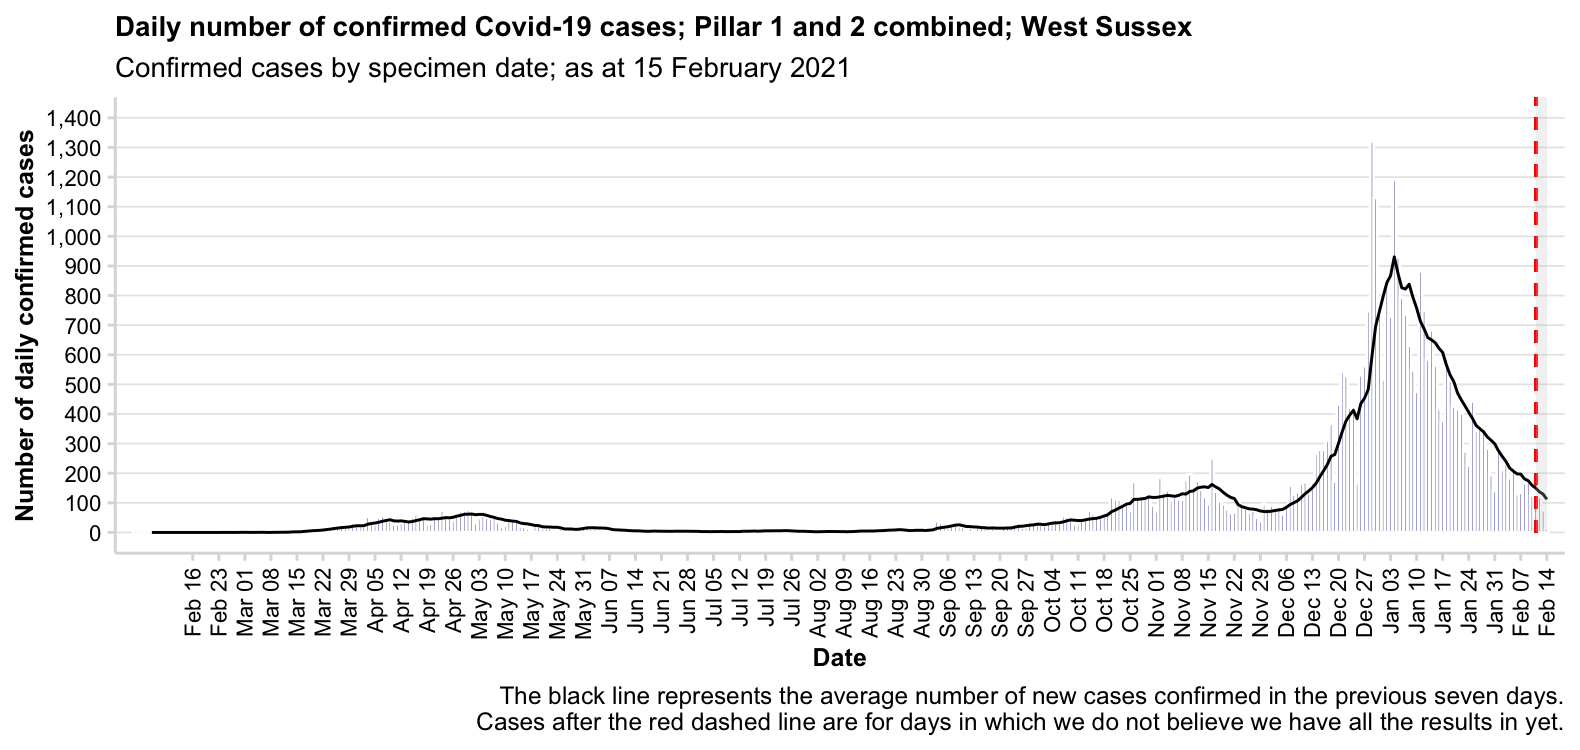 Daily number of confirmed Covid-19 cases; Pillar 1 and 2 combined; West Sussex
Confirmed cases by specimen date; as at 15 February 2021
Number of daily confirmed cases
1,400
1,300
1,200
1,100
1,000
900
800
700
600
500
400
300
200
100
0
Feb 16
Feb 23
Mar 01
Mar 08
Mar 15
Mar 22
Mar 29
Apr 05
Apr 12
Apr 19
Apr 26
May 03
May 10
May 17
May 24
May 31
Jun 07
Jun 14
Jun 21
Jun 28
Jul 05
Jul 12
Jul 19
Jul 26
Aug 02
Aug 09
Aug 16
Aug 23
Aug 30
Sep 06
Sep 13
Sep 20
Sep 27
Oct 04
Oct 11
Oct 18
Oct 25
Nov 01
Nov 08
Nov 15
Nov 22
Nov 29
Dec 06
Dec 13
Dec 20
Dec 27
Jan 03
Jan 10
Jan 17
Jan 24
Jan 31
Feb 07
Feb 14
Date
The black line represents the average number of new cases confirmed in the previous seven days.
Cases after the red dashed line are for days in which we do not believe we have all the results in yet.